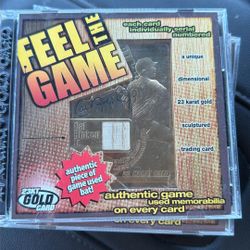 FEEL THE
GAME
each card
individually serial
numbered
a unique
dimensional
23 karat gold
sculptured
trading card
authentic
piece of
game used
bat!
GOLD
CARD
authentic game
used memorabilia
on every card